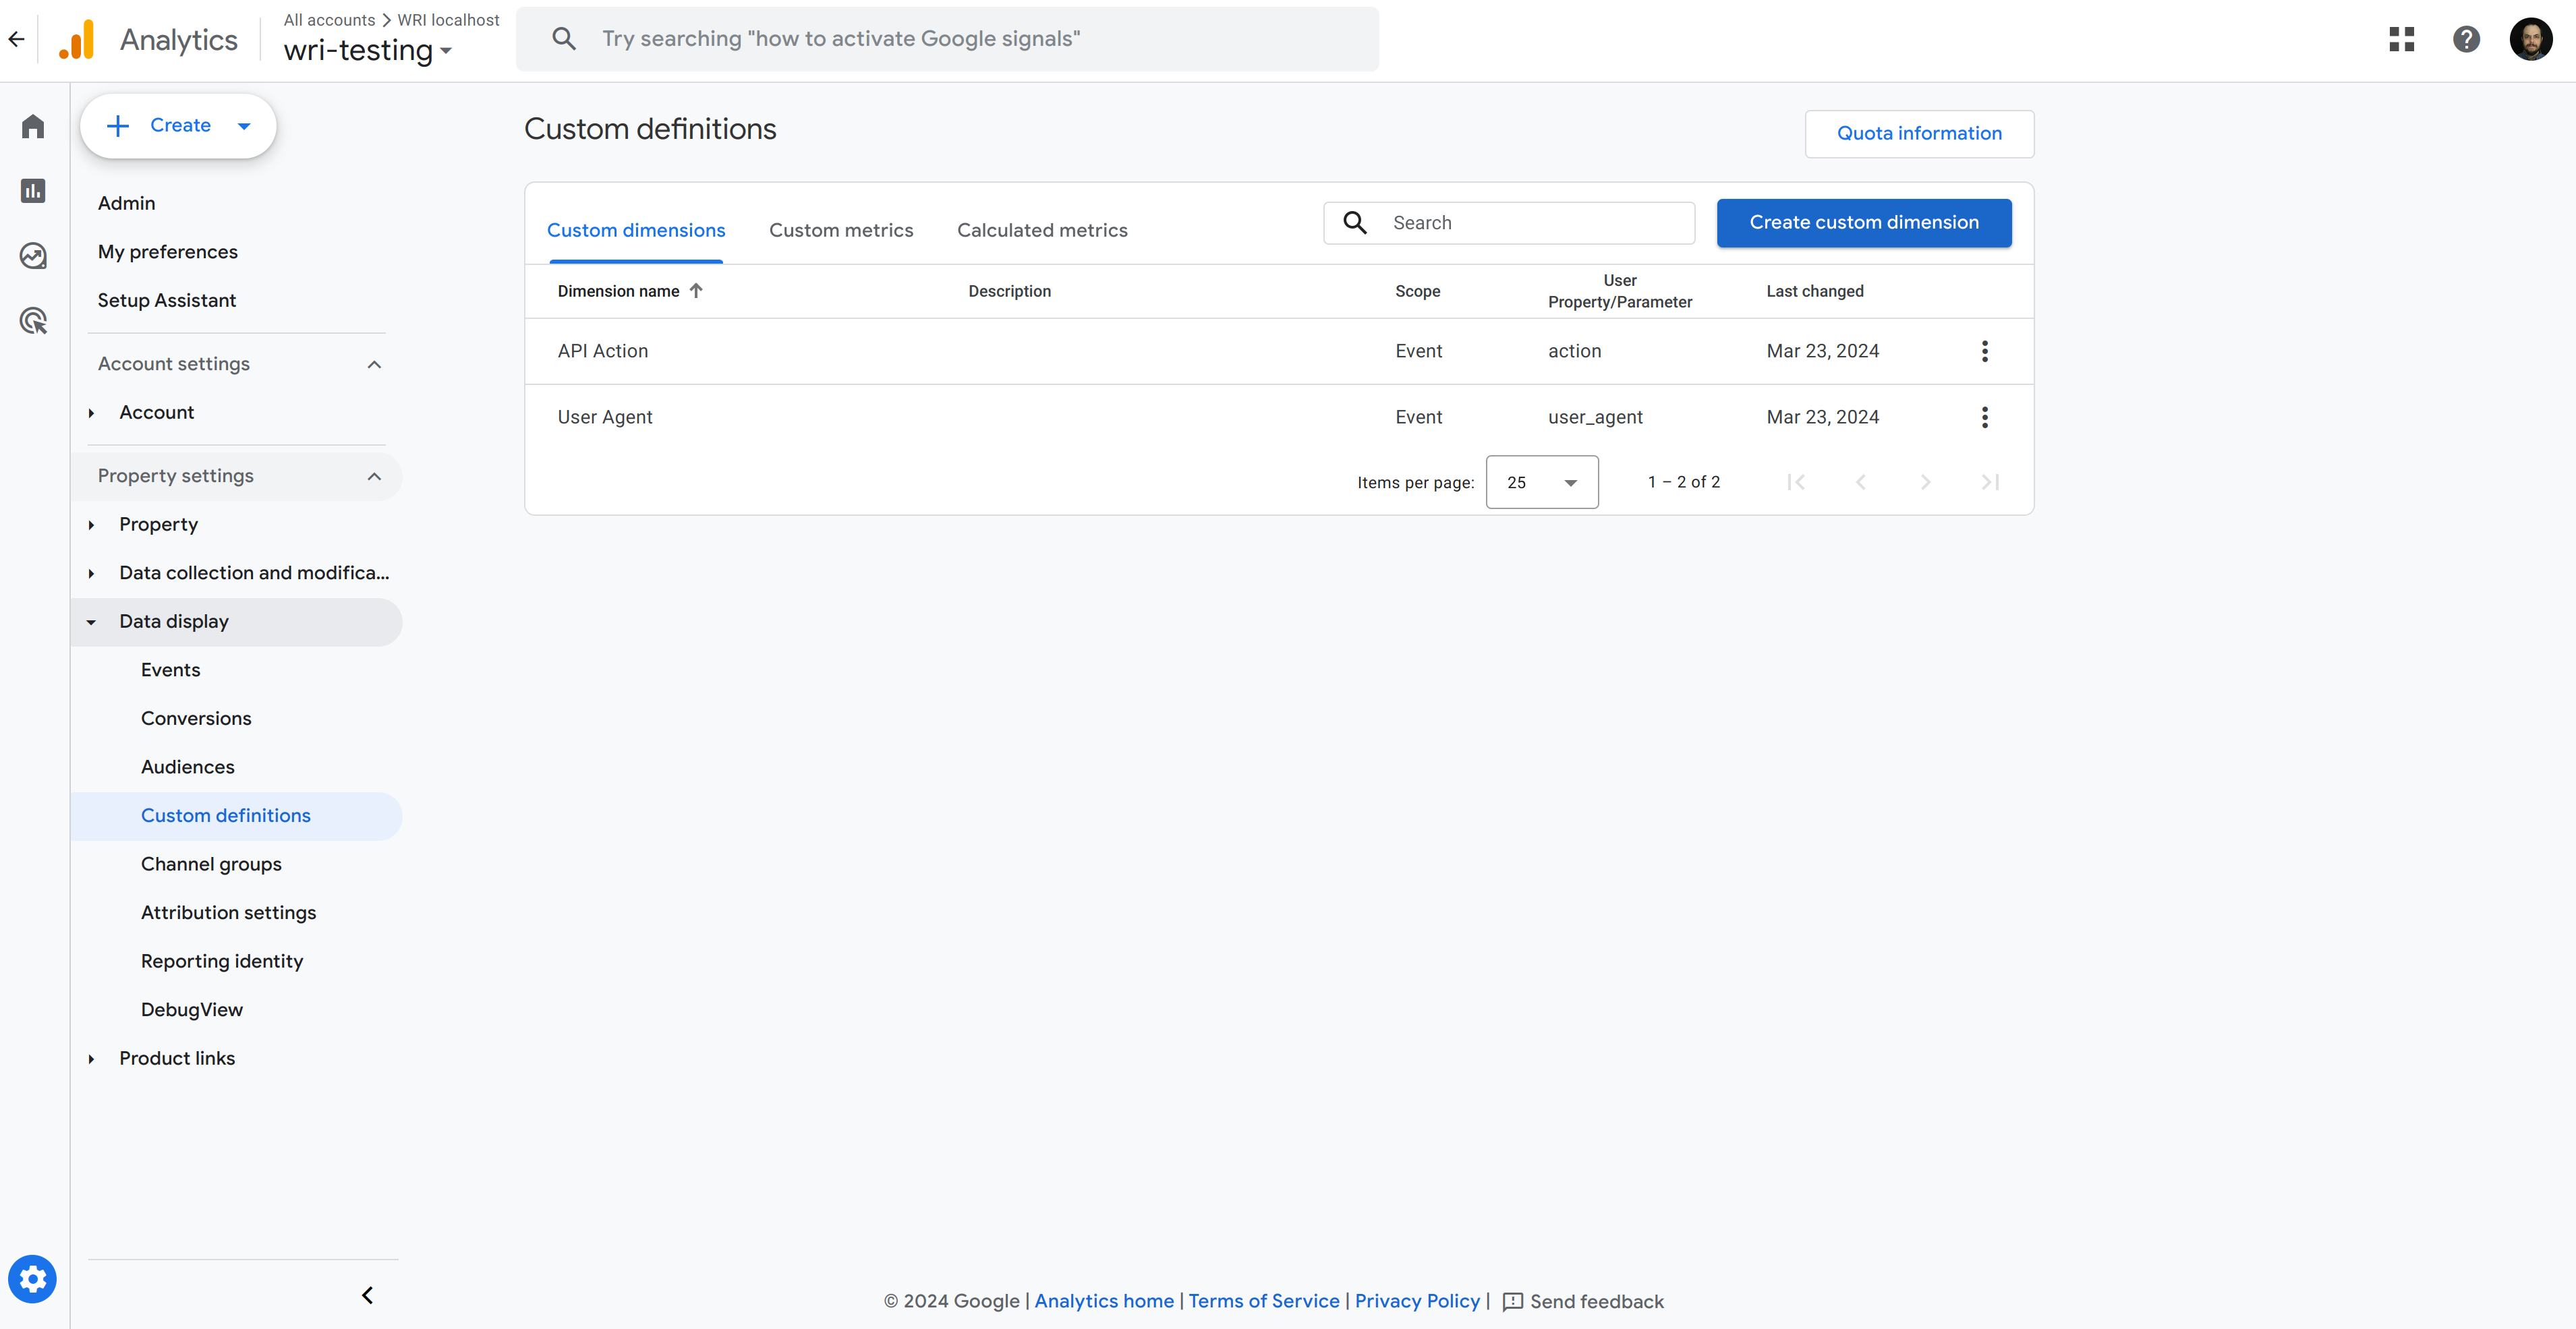 All accounts > WRI localhost
Analytics
wri-testing
Try searching "how to activate Google signals"
Create
Admin
My preferences
Setup Assistant
Account settings
Account
Property settings
Property
Data collection and modifica...
Data display
Events
Conversions
Audiences
Custom definitions
Channel groups
Attribution settings
Reporting identity
DebugView
Product links
Custom definitions
Quota information
Custom dimensions Custom metrics Calculated metrics
Search
Create custom dimension
Dimension name Description Scope User Property/Parameter Last changed
API Action Event action Mar 23, 2024
User Agent Event user_agent Mar 23, 2024
Items per page: 25 1 – 2 of 2
© 2024 Google | Analytics home | Terms of Service | Privacy Policy | Send feedback